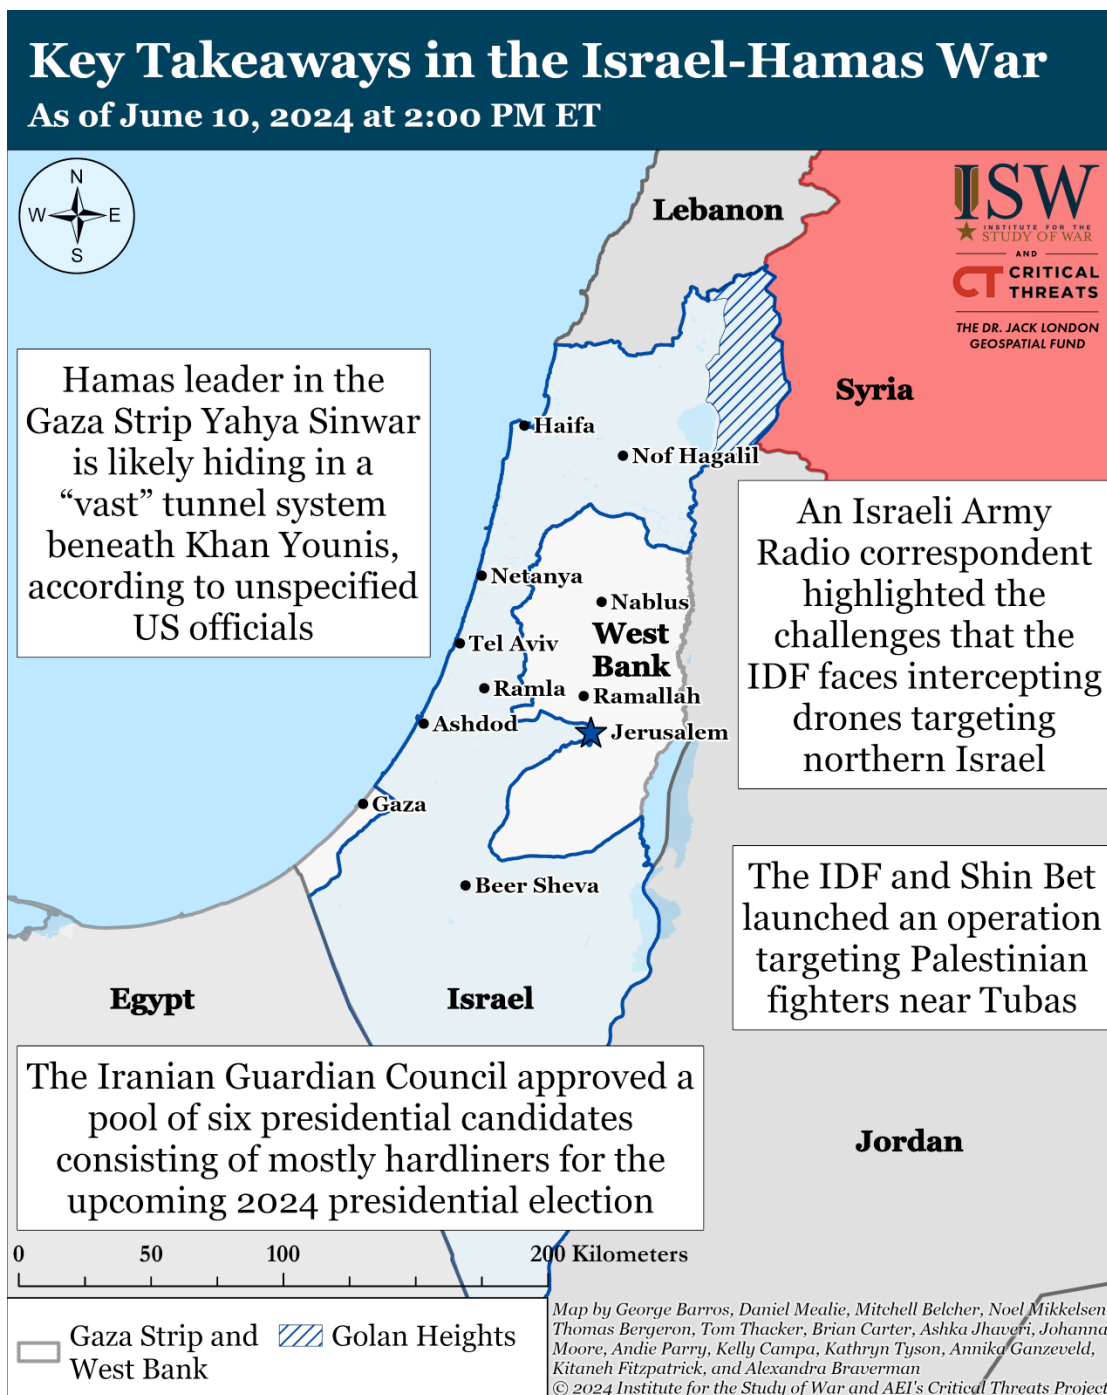 Key Takeaways in the Israel-Hamas War
As of June 10, 2024 at 2:00 PM ET
N
W
E
S
Lebanon
ISW
INSTITUTE FOR THE
STUDY OF WAR
AND
CT CRITICAL
THREATS
THE DR. JACK LONDON
GEOSPATIAL FUND
Syria
Hamas leader in the
Gaza Strip Yahya Sinwar
is likely hiding in a
“vast” tunnel system
beneath Khan Younis,
according to unspecified
US officials
Haifa
Nof Hagalil
An Israeli Army
Radio correspondent
highlighted the
challenges that the
IDF faces intercepting
drones targeting
northern Israel
Netanya
Nablus
West
Bank
Tel Aviv
Ramla
Ramallah
Ashdod
Jerusalem
Gaza
Beer Sheva
The IDF and Shin Bet
launched an operation
targeting Palestinian
fighters near Tubas
Egypt
Israel
The Iranian Guardian Council approved a
pool of six presidential candidates
consisting of mostly hardliners for the
upcoming 2024 presidential election
Jordan
0 50 100 200 Kilometers
Gaza Strip and
West Bank
Golan Heights
Map by George Barros, Daniel Mealie, Mitchell Belcher, Noel Mikkelsen
Thomas Bergeron, Tom Thacker, Brian Carter, Ashka Jhaveri, Johanna
Moore, Andie Parry, Kelly Campa, Kathryn Tyson, Annika Ganzeveld,
Kitaneh Fitzpatrick, and Alexandra Braverman
© 2024 Institute for the Study of War and AEI's Critical Threats Project